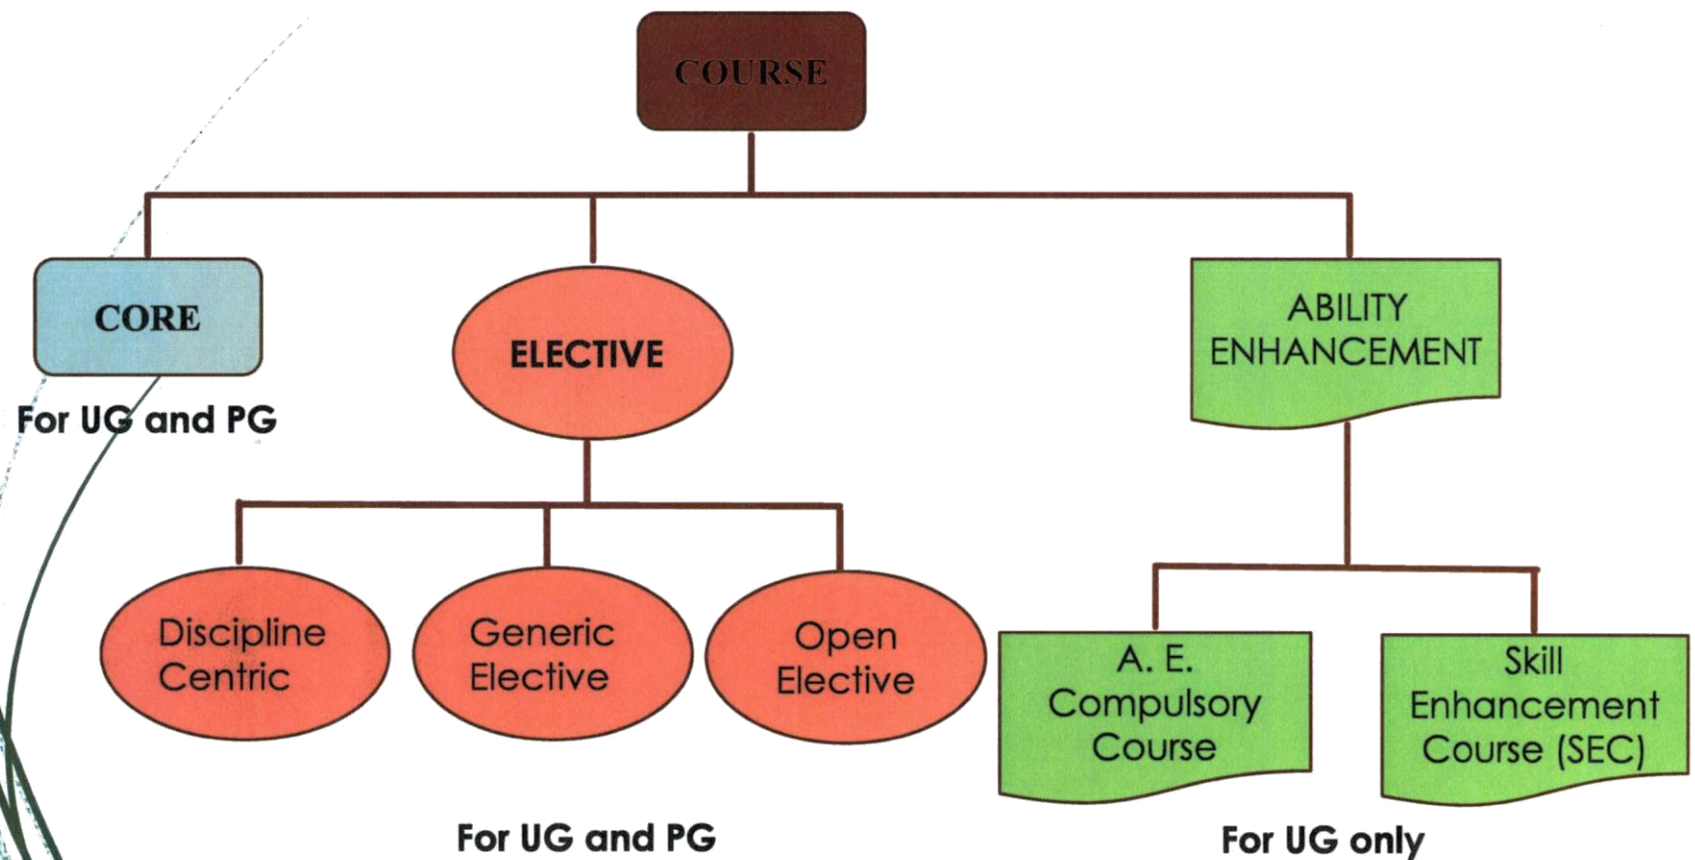 COURSE
CORE
For UG and PG
ELECTIVE
ABILITY
ENHANCEMENT
Discipline
Centric
Generic
Elective
Open
Elective
A. E.
Compulsory
Course
Skill
Enhancement
Course (SEC)
For UG and PG
For UG only